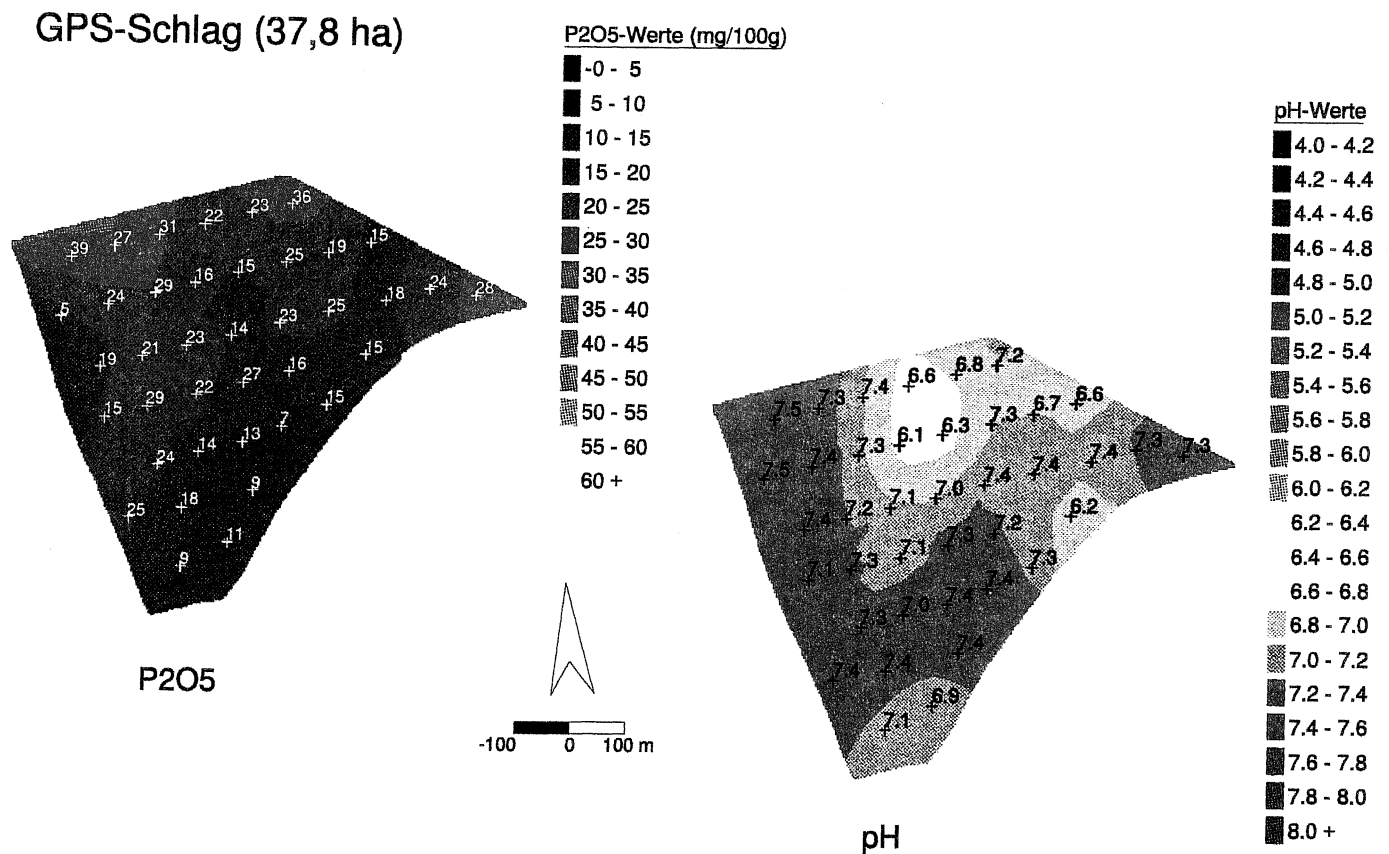 GPS-Schlag (37,8 ha)
P2O5-Werte (mg/100g)
-0 - 5
5 - 10
10 - 15
15 - 20
20 - 25
25 - 30
30 - 35
35 - 40
40 - 45
45 - 50
50 - 55
55 - 60
60 +
39 27 31 22 23 36
5 24 29 16 15 25 19 15
19 21 23 14 23 25 18 24 28
15 29 22 27 16 15
24 14 13 7 15
25 18 9
9 11
P2O5
-100 0 100 m
pH-Werte
4.0 - 4.2
4.2 - 4.4
4.4 - 4.6
4.6 - 4.8
4.8 - 5.0
5.0 - 5.2
5.2 - 5.4
5.4 - 5.6
5.6 - 5.8
5.8 - 6.0
6.0 - 6.2
6.2 - 6.4
6.4 - 6.6
6.6 - 6.8
6.8 - 7.0
7.0 - 7.2
7.2 - 7.4
7.4 - 7.6
7.6 - 7.8
7.8 - 8.0
8.0 +
7.5 7.3 7.4 6.6 6.8 7.2
7.5 7.4 7.3 6.1 6.3 7.3 6.7 6.6
7.4 7.2 7.1 7.0 7.4 7.4 7.4 7.3 7.3
7.1 7.3 7.1 7.3 7.2 6.2
7.3 7.0 7.4 7.4 7.3
7.4 7.4 7.4
7.1 6.9
pH